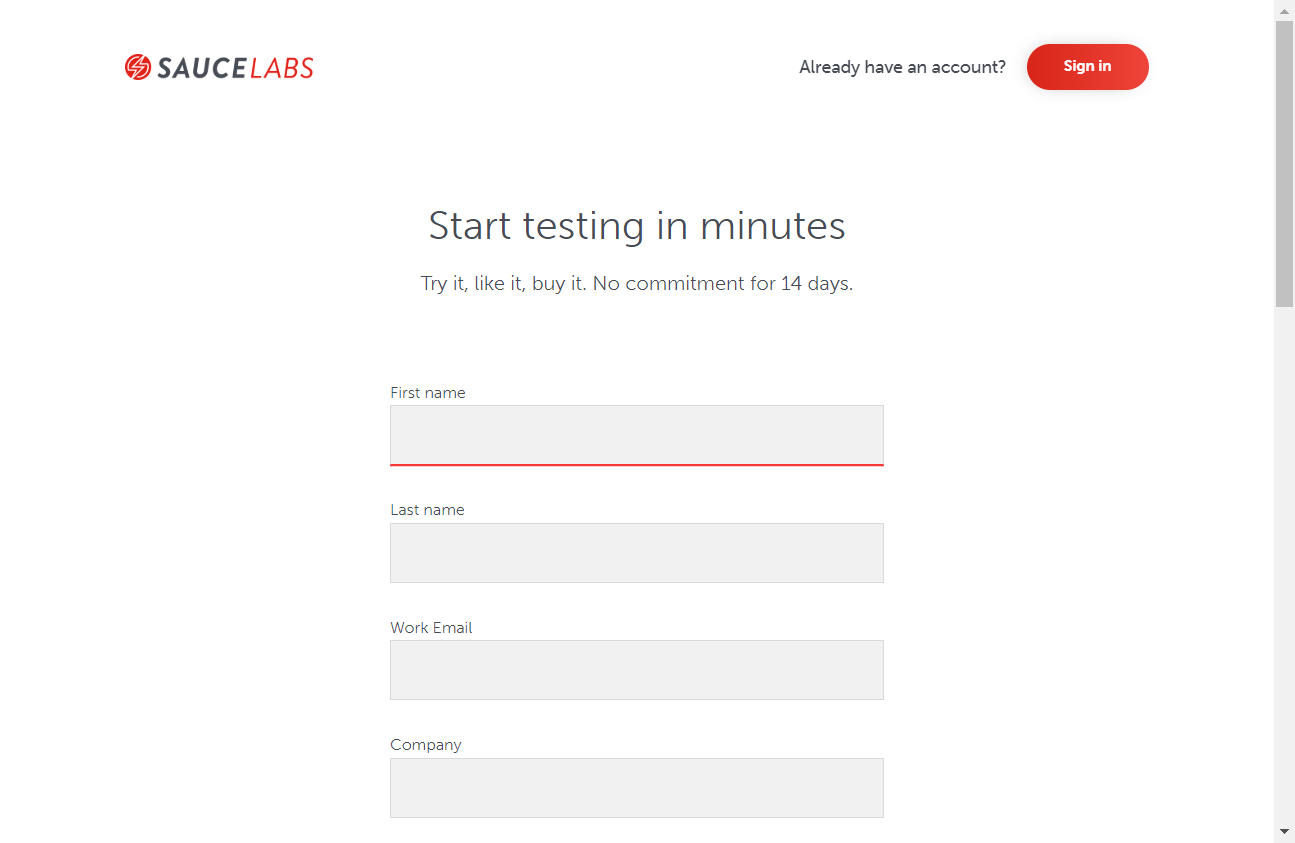 SAUCELABS
Already have an account?
Sign in
Start testing in minutes
Try it, like it, buy it. No commitment for 14 days.
First name
Last name
Work Email
Company